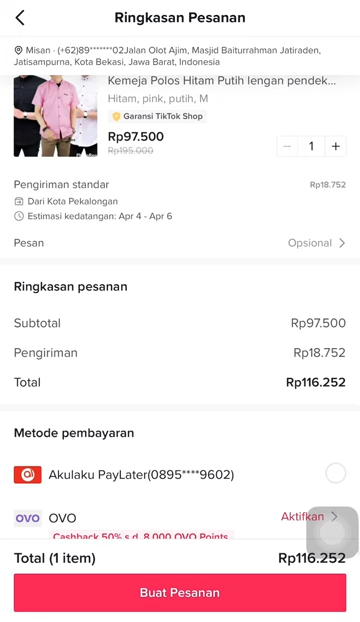 Ringkasan Pesanan
Misan · (+62)89*******02Jalan Olot Ajim, Masjid Baiturrahman Jatiraden,
Jatisampurna, Kota Bekasi, Jawa Barat, Indonesia
Kemeja Polos Hitam Putih lengan pendek...
Hitam, pink, putih, M
Garansi TikTok Shop
Rp97.500
Rp195.000
1
Pengiriman standar
Rp18.752
Dari Kota Pekalongan
Estimasi kedatangan: Apr 4 - Apr 6
Pesan
Opsional
Ringkasan pesanan
Subtotal
Rp97.500
Pengiriman
Rp18.752
Total
Rp116.252
Metode pembayaran
Akulaku PayLater(0895****9602)
OVO OVO
Aktifkan
Cashback 50% s.d. 8.000 OVO Points
Total (1 item)
Rp116.252
Buat Pesanan